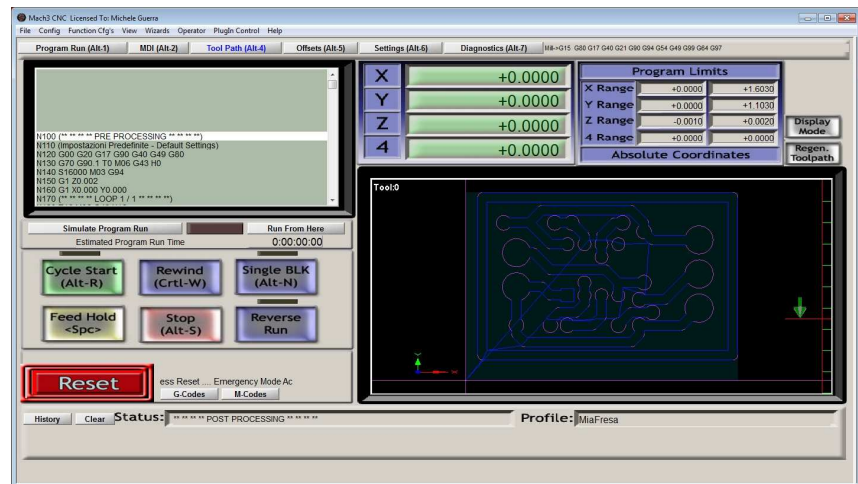 Mach3 CNC Licensed To: Michele Guerra
File Config Function Cfg's View Wizards Operator PlugIn Control Help
Program Run (Alt-1) MDI (Alt-2) Tool Path (Alt-4) Offsets (Alt-5) Settings (Alt-6) Diagnostics (Alt-7) Mill->G15 G80 G17 G40 G21 G90 G94 G54 G49 G99 G64 G97
N100 (** ** ** ** PRE PROCESSING ** ** ** **)
N110 (Impostazioni Predefinite - Default Settings)
N120 G00 G20 G17 G90 G40 G49 G80
N130 G70 G90.1 T0 M06 G43 H0
N140 S16000 M03 G94
N150 G1 Z0.002
N160 G1 X0.000 Y0.000
N170 (** ** ** ** LOOP 1 / 1 ** ** ** **)
X +0.0000
Y +0.0000
Z +0.0000
4 +0.0000
Program Limits
X Range +0.0000 +1.6030
Y Range +0.0000 +1.1030
Z Range -0.0010 +0.0020
4 Range +0.0000 +0.0000
Absolute Coordinates
Display Mode
Regen. Toolpath
Tool:0
Simulate Program Run Run From Here
Estimated Program Run Time 0:00:00:00
Cycle Start (Alt-R)
Rewind (Crtl-W)
Single BLK (Alt-N)
Feed Hold <Spc>
Stop (Alt-S)
Reverse Run
Reset
ess Reset .... Emergency Mode Ac
G-Codes M-Codes
History Clear Status: ** ** ** ** POST PROCESSING ** ** ** ** Profile: MiaFresa